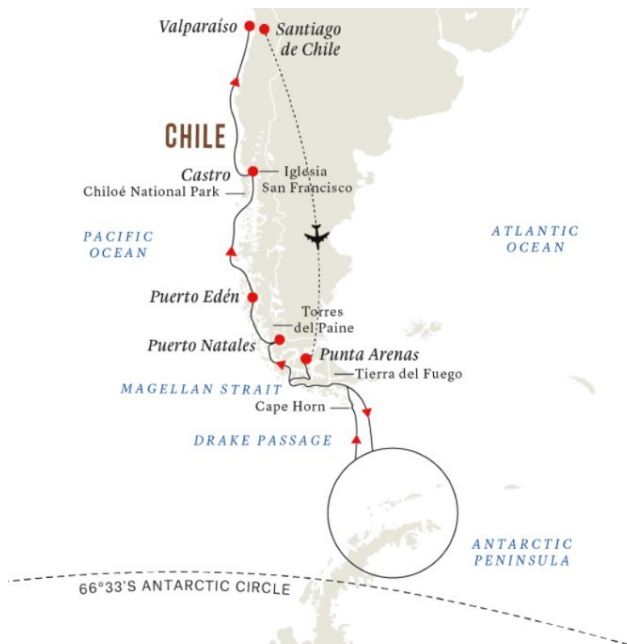 Valparaíso
Santiago
de Chile
CHILE
Castro
Iglesia
San Francisco
Chiloé National Park
PACIFIC
OCEAN
ATLANTIC
OCEAN
Puerto Edén
Torres
del Paine
Puerto Natales
Punta Arenas
Tierra del Fuego
MAGELLAN STRAIT
Cape Horn
DRAKE PASSAGE
ANTARCTIC
PENINSULA
66°33'S ANTARCTIC CIRCLE